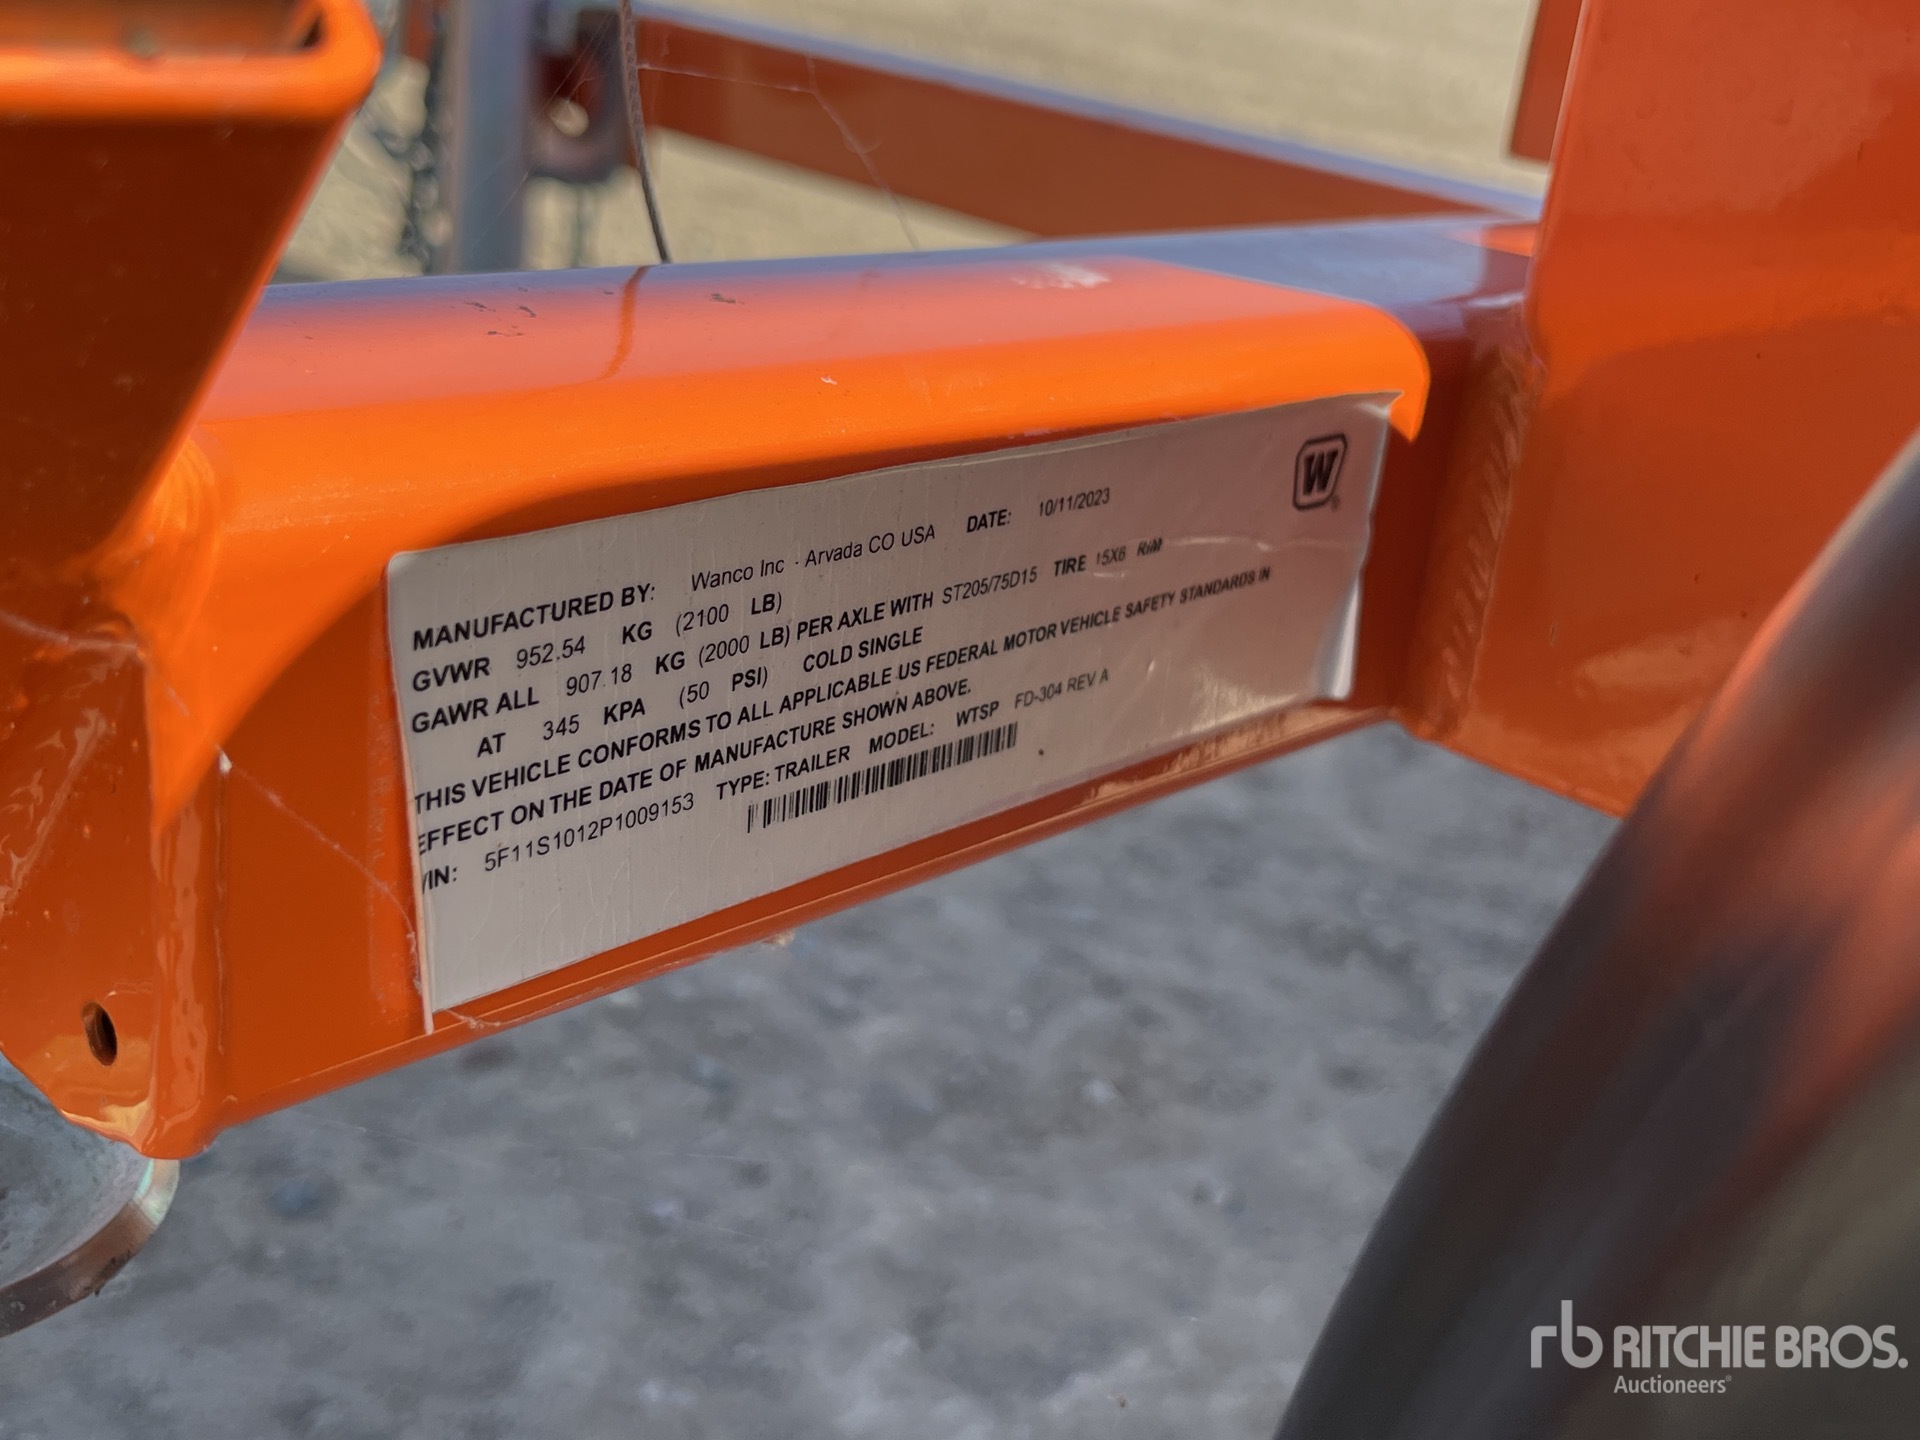 W
MANUFACTURED BY: Wanco Inc - Arvada CO USA DATE: 10/11/2023
GVWR 952.54 KG (2100 LB)
GAWR ALL 907.18 KG (2000 LB) PER AXLE WITH ST205/75D15 TIRE 15X6 RIM
AT 345 KPA (50 PSI) COLD SINGLE
THIS VEHICLE CONFORMS TO ALL APPLICABLE US FEDERAL MOTOR VEHICLE SAFETY STANDARDS IN
EFFECT ON THE DATE OF MANUFACTURE SHOWN ABOVE.
VIN: 5F11S1012P1009153 TYPE: TRAILER MODEL: WTSP FD-304 REV A
rb RITCHIE BROS.
Auctioneers